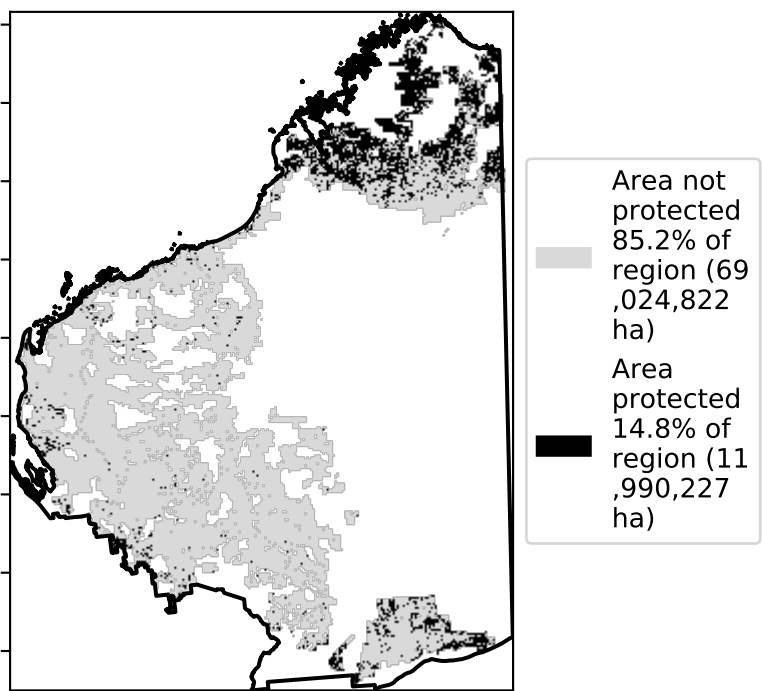 Area not
protected
85.2% of
region (69
,024,822
ha)
Area
protected
14.8% of
region (11
,990,227
ha)